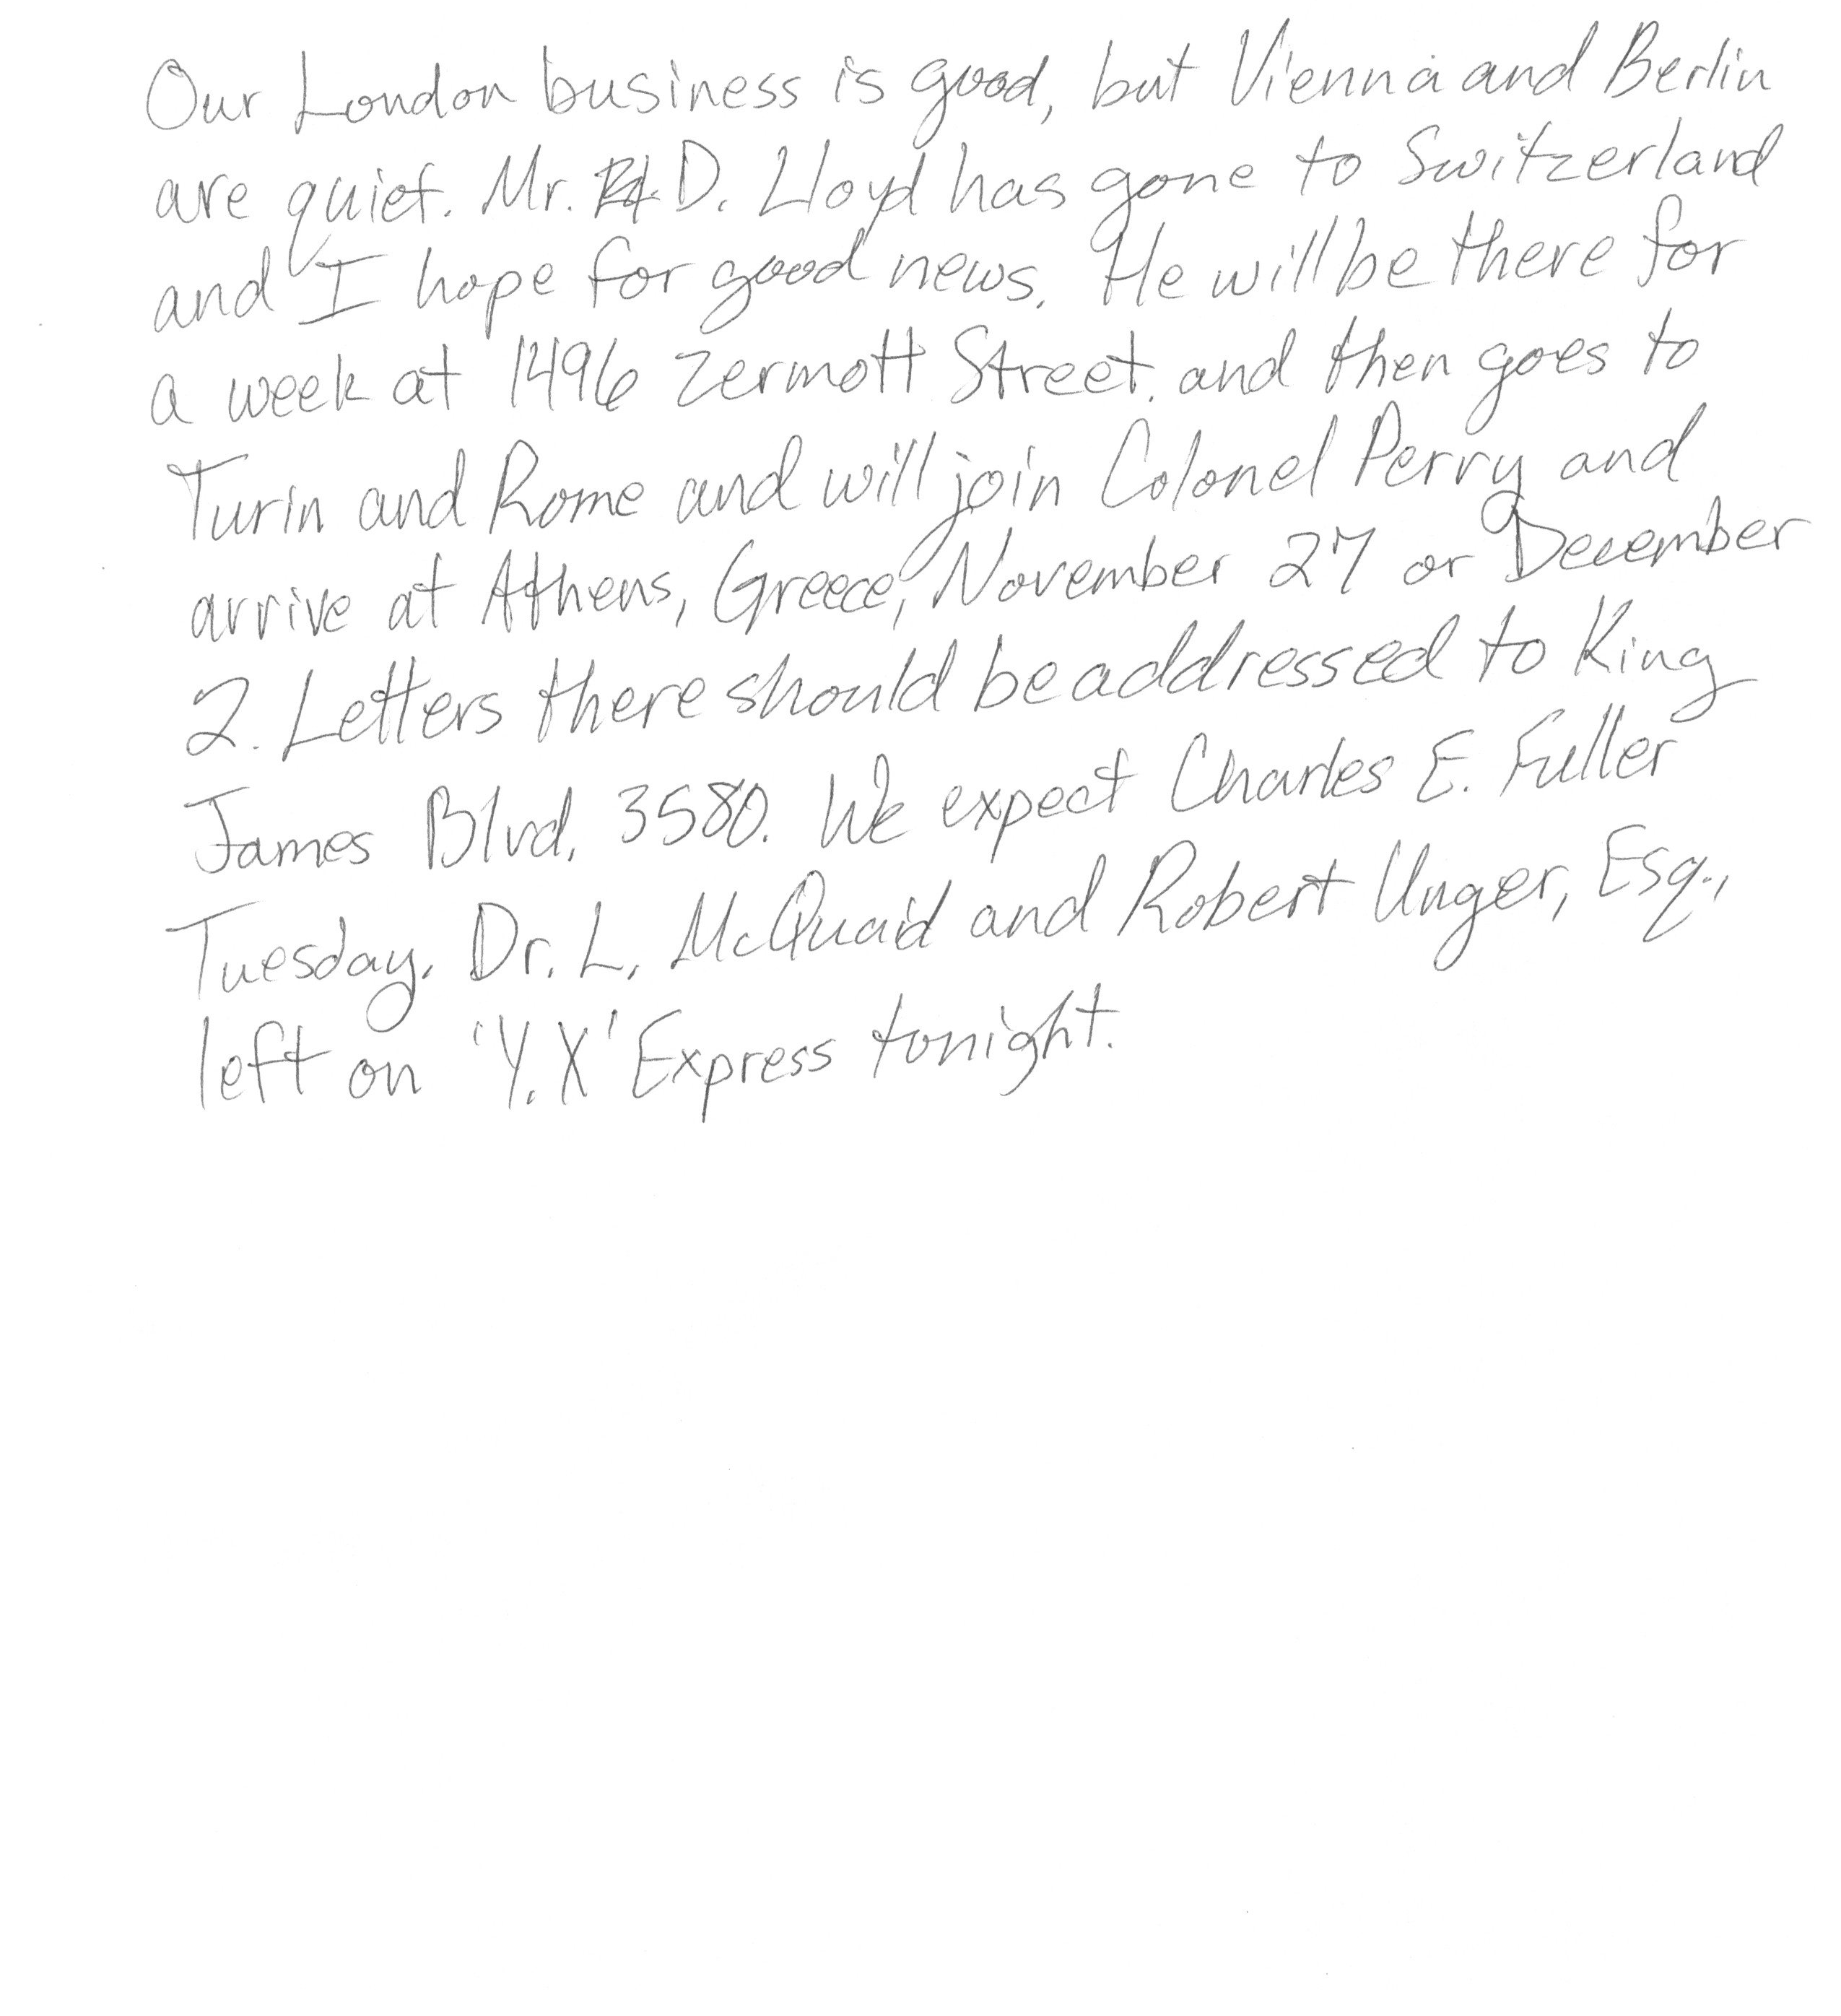 Our London business is good, but Vienna and Berlin
are quiet. Mr. D. Lloyd has gone to Switzerland
and I hope for good news. He will be there for
a week at 1496 Zermott Street. and then goes to
Turin and Rome and will join Colonel Perry and
arrive at Athens, Greece, November 27 or December
2. Letters there should be addressed to King
James Blvd. 3580. We expect Charles E. Fuller
Tuesday. Dr. L. McQuaid and Robert Unger, Esq.,
left on 'Y.X' Express tonight.